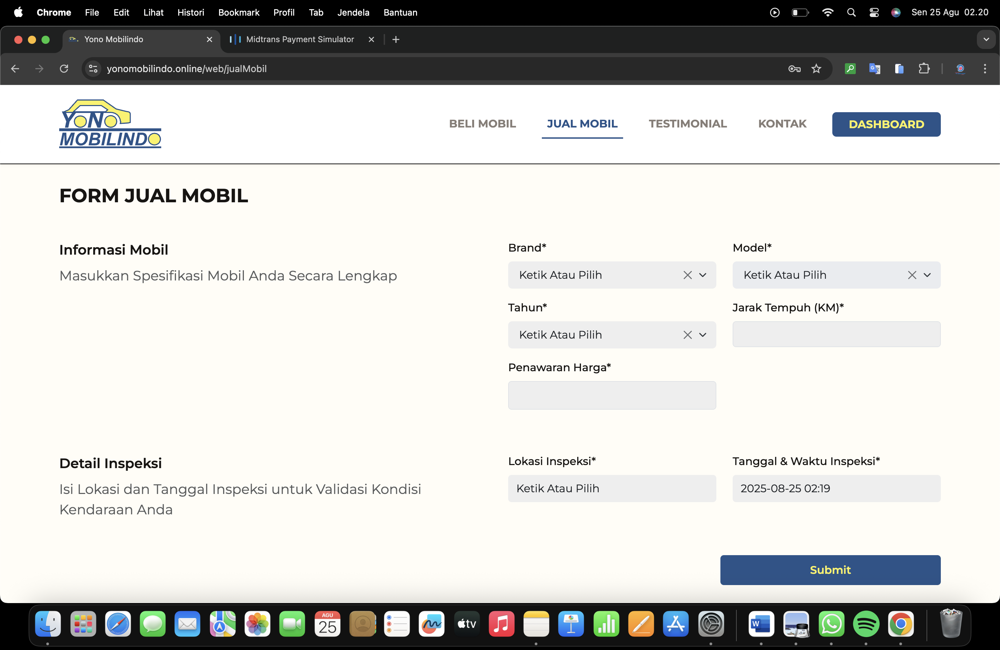 Chrome File Edit Lihat Histori Bookmark Profil Tab Jendela Bantuan Sen 25 Agu 02.20
Yono Mobilindo Midtrans Payment Simulator
yonomobilindo.online/web/jualMobil
YONO
MOBILINDO
BELI MOBIL JUAL MOBIL TESTIMONIAL KONTAK DASHBOARD
FORM JUAL MOBIL
Informasi Mobil
Masukkan Spesifikasi Mobil Anda Secara Lengkap
Brand* Model*
Ketik Atau Pilih Ketik Atau Pilih
Tahun* Jarak Tempuh (KM)*
Ketik Atau Pilih
Penawaran Harga*
Detail Inspeksi
Isi Lokasi dan Tanggal Inspeksi untuk Validasi Kondisi
Kendaraan Anda
Lokasi Inspeksi* Tanggal & Waktu Inspeksi*
Ketik Atau Pilih 2025-08-25 02:19
Submit
AGU
25
tv
W